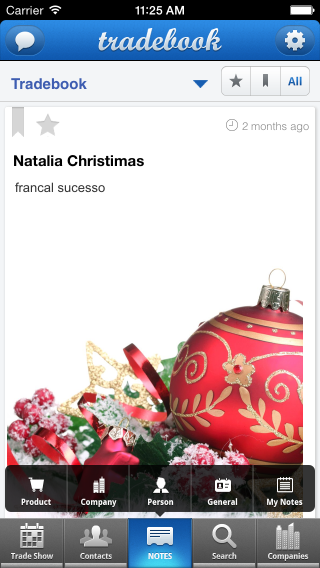 Carrier 11:25 AM
tradebook
Tradebook All
2 months ago
Natalia Christimas
francal sucesso
Product Company Person General My Notes
Trade Show Contacts NOTES Search Companies